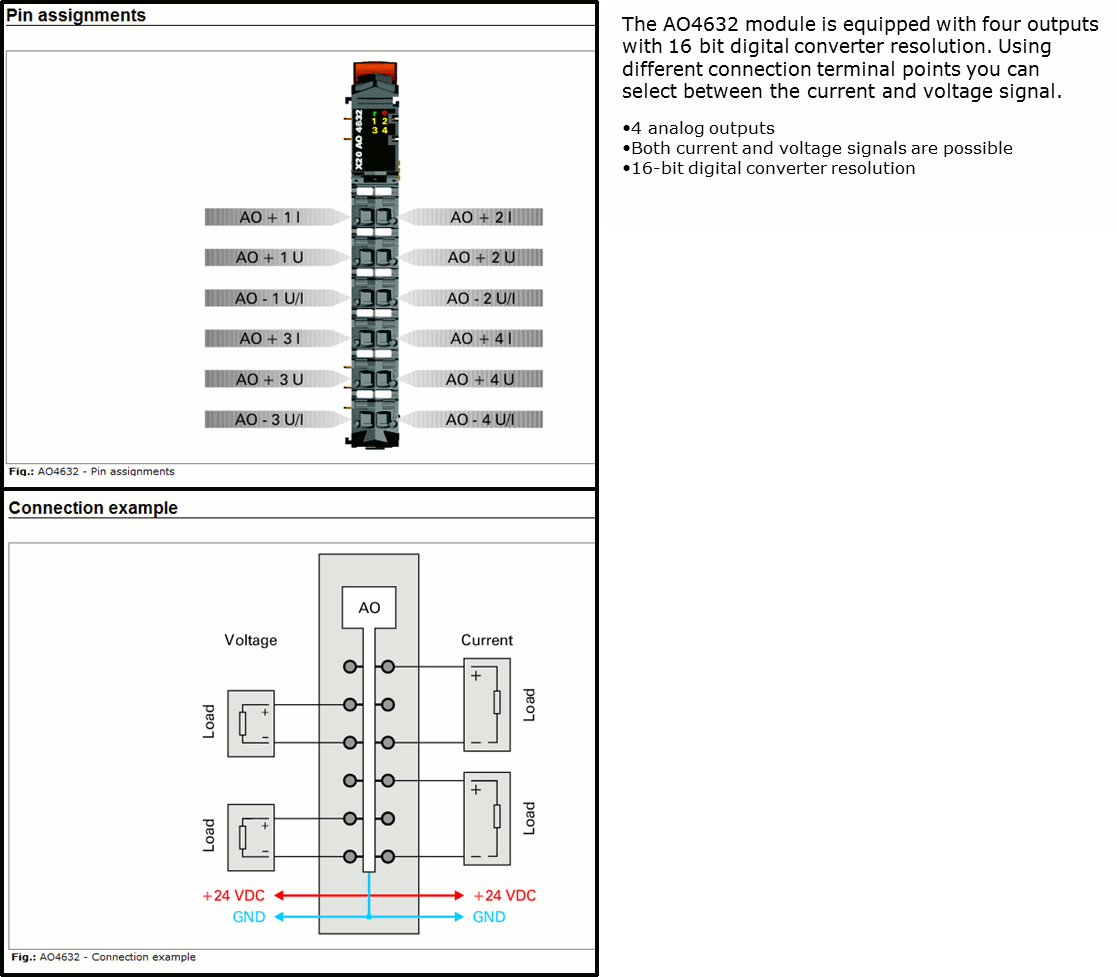 Pin assignments
X20 AO 4632
r e
1 2
3 4
AO + 1 I
AO + 2 I
AO + 1 U
AO + 2 U
AO - 1 U/I
AO - 2 U/I
AO + 3 I
AO + 4 I
AO + 3 U
AO + 4 U
AO - 3 U/I
AO - 4 U/I
Fig.: AO4632 - Pin assignments
Connection example
AO
Voltage
Current
+
Load
Load
+
–
–
+
Load
Load
+
–
–
+24 VDC
+24 VDC
GND
GND
Fig.: AO4632 - Connection example
The AO4632 module is equipped with four outputs
with 16 bit digital converter resolution. Using
different connection terminal points you can
select between the current and voltage signal.
•4 analog outputs
•Both current and voltage signals are possible
•16-bit digital converter resolution